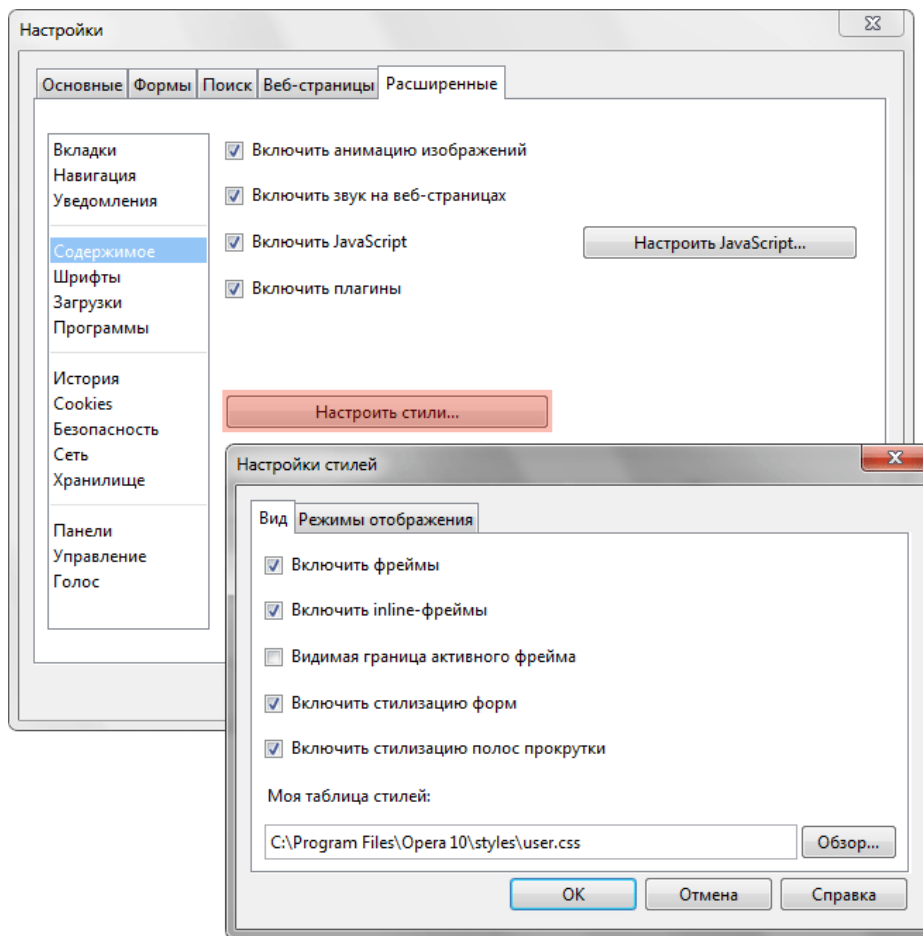 Настройки
Основные Формы Поиск Веб-страницы Расширенные
Вкладки
Навигация
Уведомления
Содержимое
Шрифты
Загрузки
Программы
История
Cookies
Безопасность
Сеть
Хранилище
Панели
Управление
Голос
Включить анимацию изображений
Включить звук на веб-страницах
Включить JavaScript
Настроить JavaScript...
Включить плагины
Настроить стили...
Настройки стилей
Вид Режимы отображения
Включить фреймы
Включить inline-фреймы
Видимая граница активного фрейма
Включить стилизацию форм
Включить стилизацию полос прокрутки
Моя таблица стилей:
C:\Program Files\Opera 10\styles\user.css
Обзор...
OK Отмена Справка